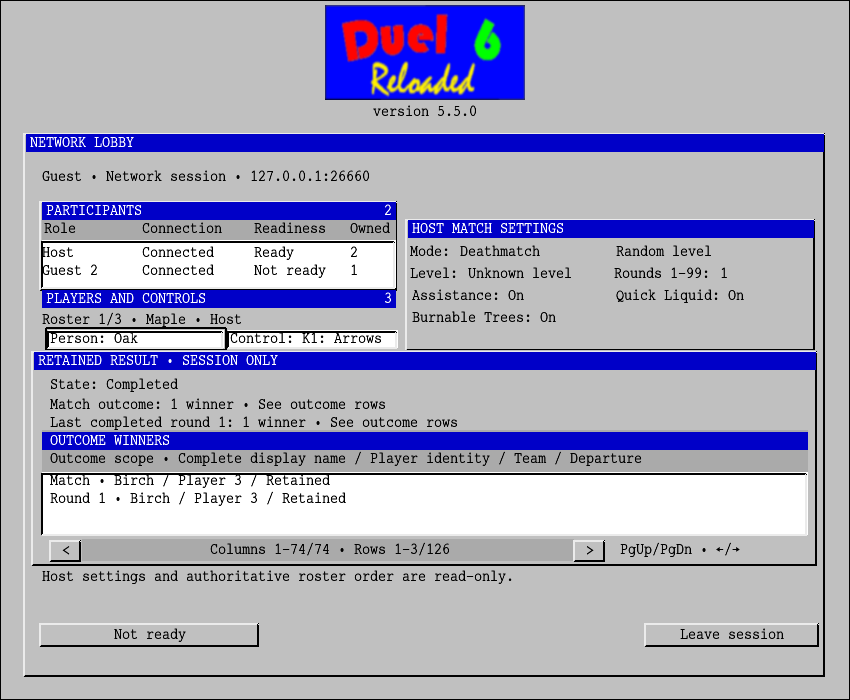 Duel 6
Reloaded
version 5.5.0
NETWORK LOBBY
Guest • Network session • 127.0.0.1:26660
PARTICIPANTS 2
Role Connection Readiness Owned
Host Connected Ready 2
Guest 2 Connected Not ready 1
PLAYERS AND CONTROLS 3
Roster 1/3 • Maple • Host
Person: Oak Control: K1: Arrows
HOST MATCH SETTINGS
Mode: Deathmatch Random level
Level: Unknown level Rounds 1-99: 1
Assistance: On Quick Liquid: On
Burnable Trees: On
RETAINED RESULT • SESSION ONLY
State: Completed
Match outcome: 1 winner • See outcome rows
Last completed round 1: 1 winner • See outcome rows
OUTCOME WINNERS
Outcome scope • Complete display name / Player identity / Team / Departure
Match • Birch / Player 3 / Retained
Round 1 • Birch / Player 3 / Retained
< Columns 1-74/74 • Rows 1-3/126 > PgUp/PgDn • ←/→
Host settings and authoritative roster order are read-only.
Not ready Leave session